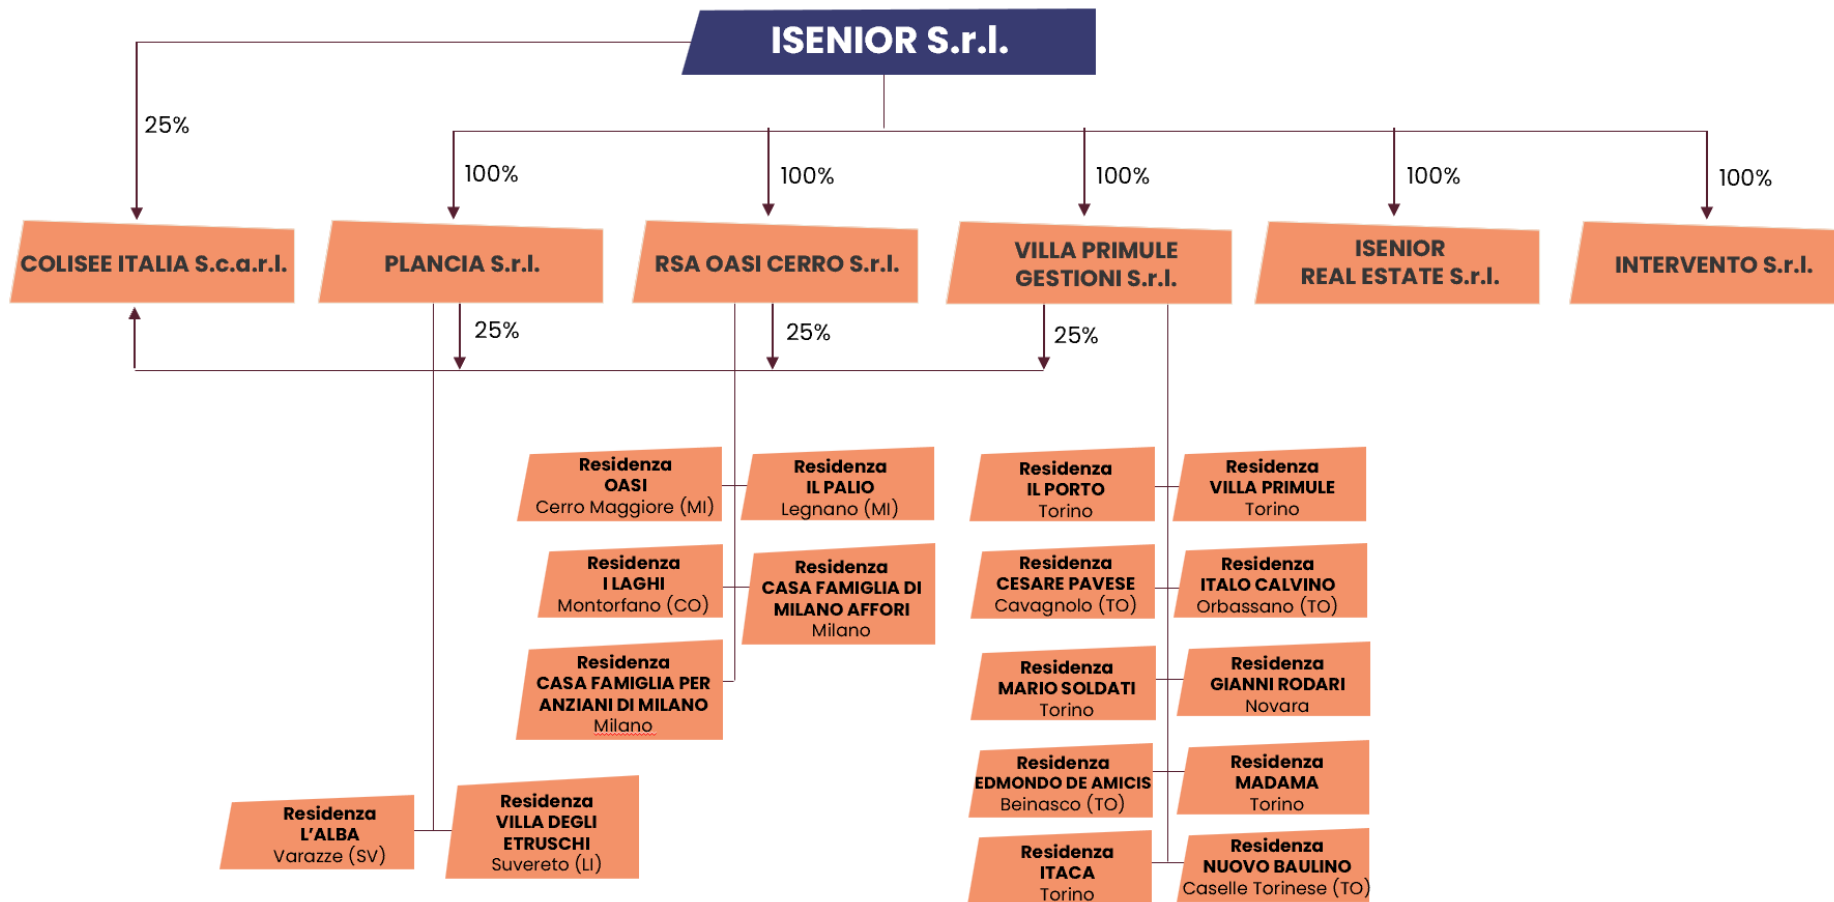 ISENIOR S.r.l.
25%
100%
100%
100%
100%
100%
COLISEE ITALIA S.c.a.r.l.
PLANCIA S.r.l.
RSA OASI CERRO S.r.l.
VILLA PRIMULE
GESTIONI S.r.l.
ISENIOR
REAL ESTATE S.r.l.
INTERVENTO S.r.l.
25%
25%
25%
Residenza
OASI
Cerro Maggiore (MI)
Residenza
IL PALIO
Legnano (MI)
Residenza
IL PORTO
Torino
Residenza
VILLA PRIMULE
Torino
Residenza
I LAGHI
Montorfano (CO)
Residenza
CASA FAMIGLIA DI
MILANO AFFORI
Milano
Residenza
CESARE PAVESE
Cavagnolo (TO)
Residenza
ITALO CALVINO
Orbassano (TO)
Residenza
CASA FAMIGLIA PER
ANZIANI DI MILANO
Milano
Residenza
MARIO SOLDATI
Torino
Residenza
GIANNI RODARI
Novara
Residenza
EDMONDO DE AMICIS
Beinasco (TO)
Residenza
MADAMA
Torino
Residenza
L'ALBA
Varazze (SV)
Residenza
VILLA DEGLI
ETRUSCHI
Suvereto (LI)
Residenza
ITACA
Torino
Residenza
NUOVO BAULINO
Caselle Torinese (TO)